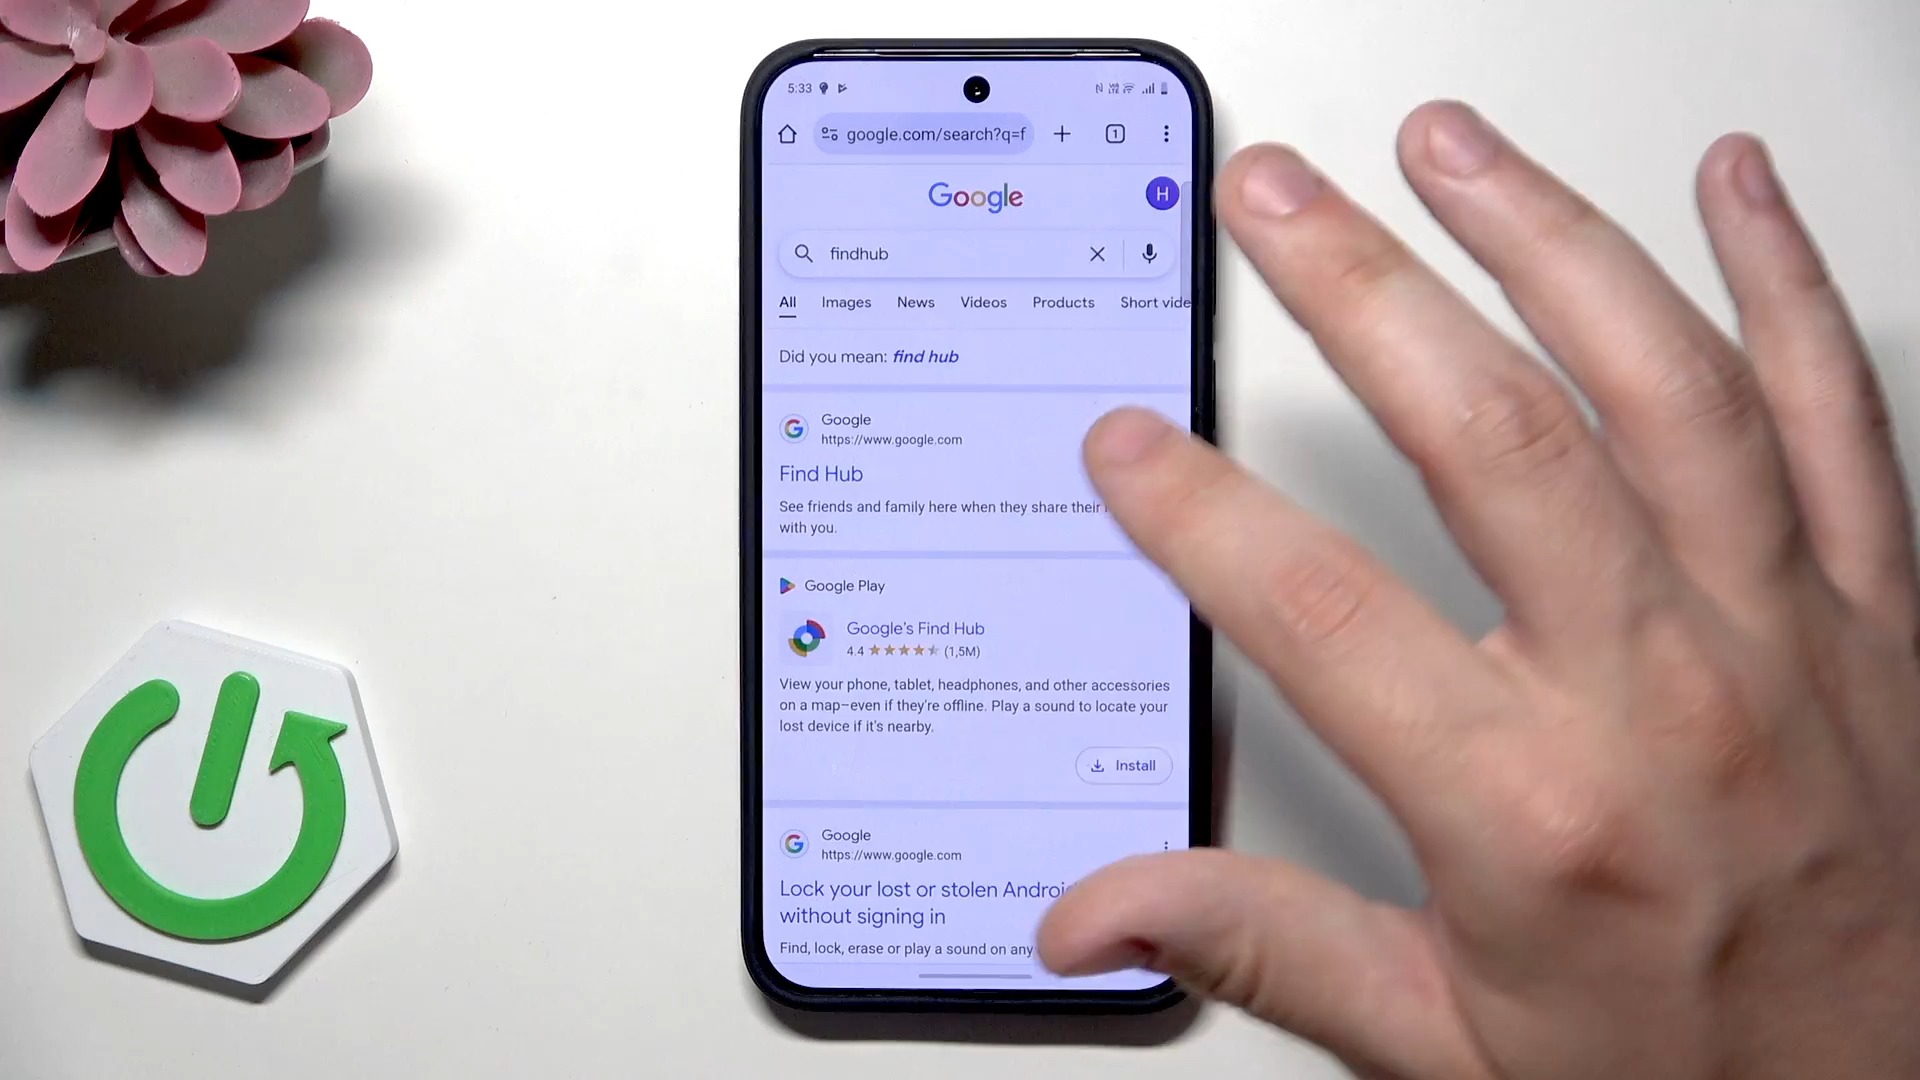 5:33
google.com/search?q=f
1
Google
H
findhub
All Images News Videos Products Short vide
Did you mean: find hub
Google
https://www.google.com
Find Hub
See friends and family here when they share their
with you.
Google Play
Google's Find Hub
4.4 (1,5M)
View your phone, tablet, headphones, and other accessories
on a map–even if they're offline. Play a sound to locate your
lost device if it's nearby.
Install
Google
https://www.google.com
Lock your lost or stolen Android
without signing in
Find, lock, erase or play a sound on any